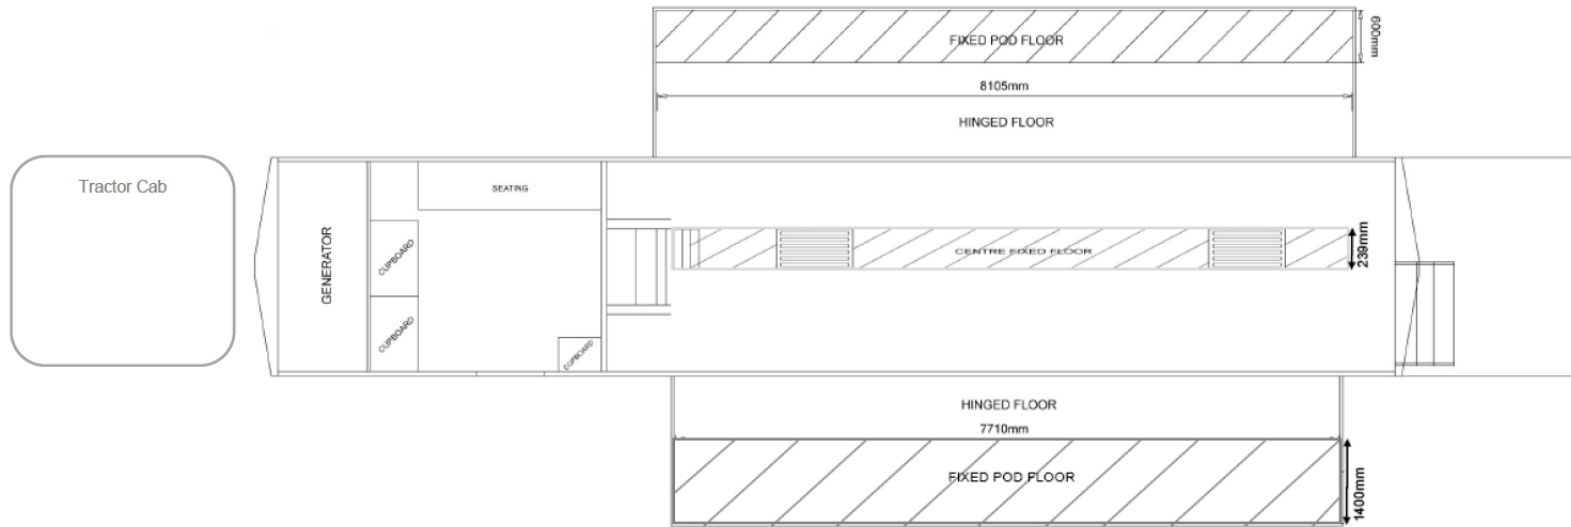 FIXED POD FLOOR
600mm
8105mm
HINGED FLOOR
Tractor Cab
SEATING
GENERATOR
CUPBOARD
CENTRE FIXED FLOOR
239mm
CUPBOARD
CUPBOARD
HINGED FLOOR
7710mm
FIXED POD FLOOR
1400mm